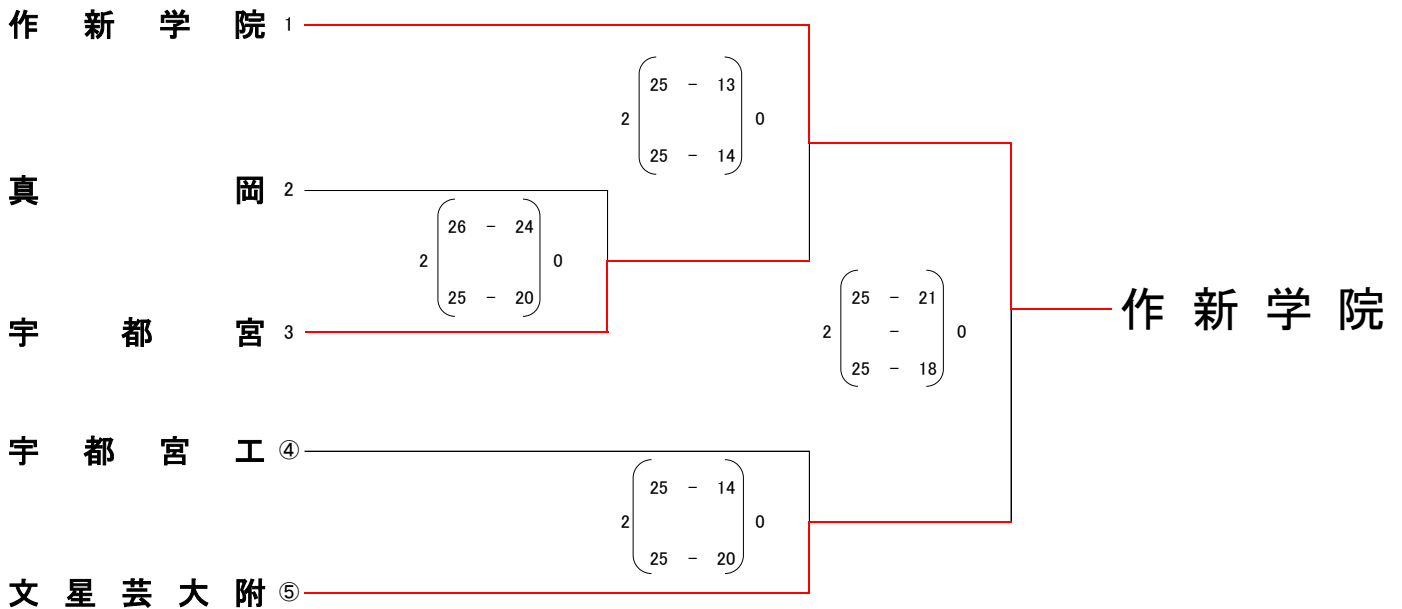 作新学院 1
25 - 13
2 0
25 - 14
真岡 2
26 - 24
2 0
25 - 20
宇都宮 3
25 - 21
2 - 0
25 - 18
作新学院
宇都宮工 ④
25 - 14
2 0
25 - 20
文星芸大附 ⑤